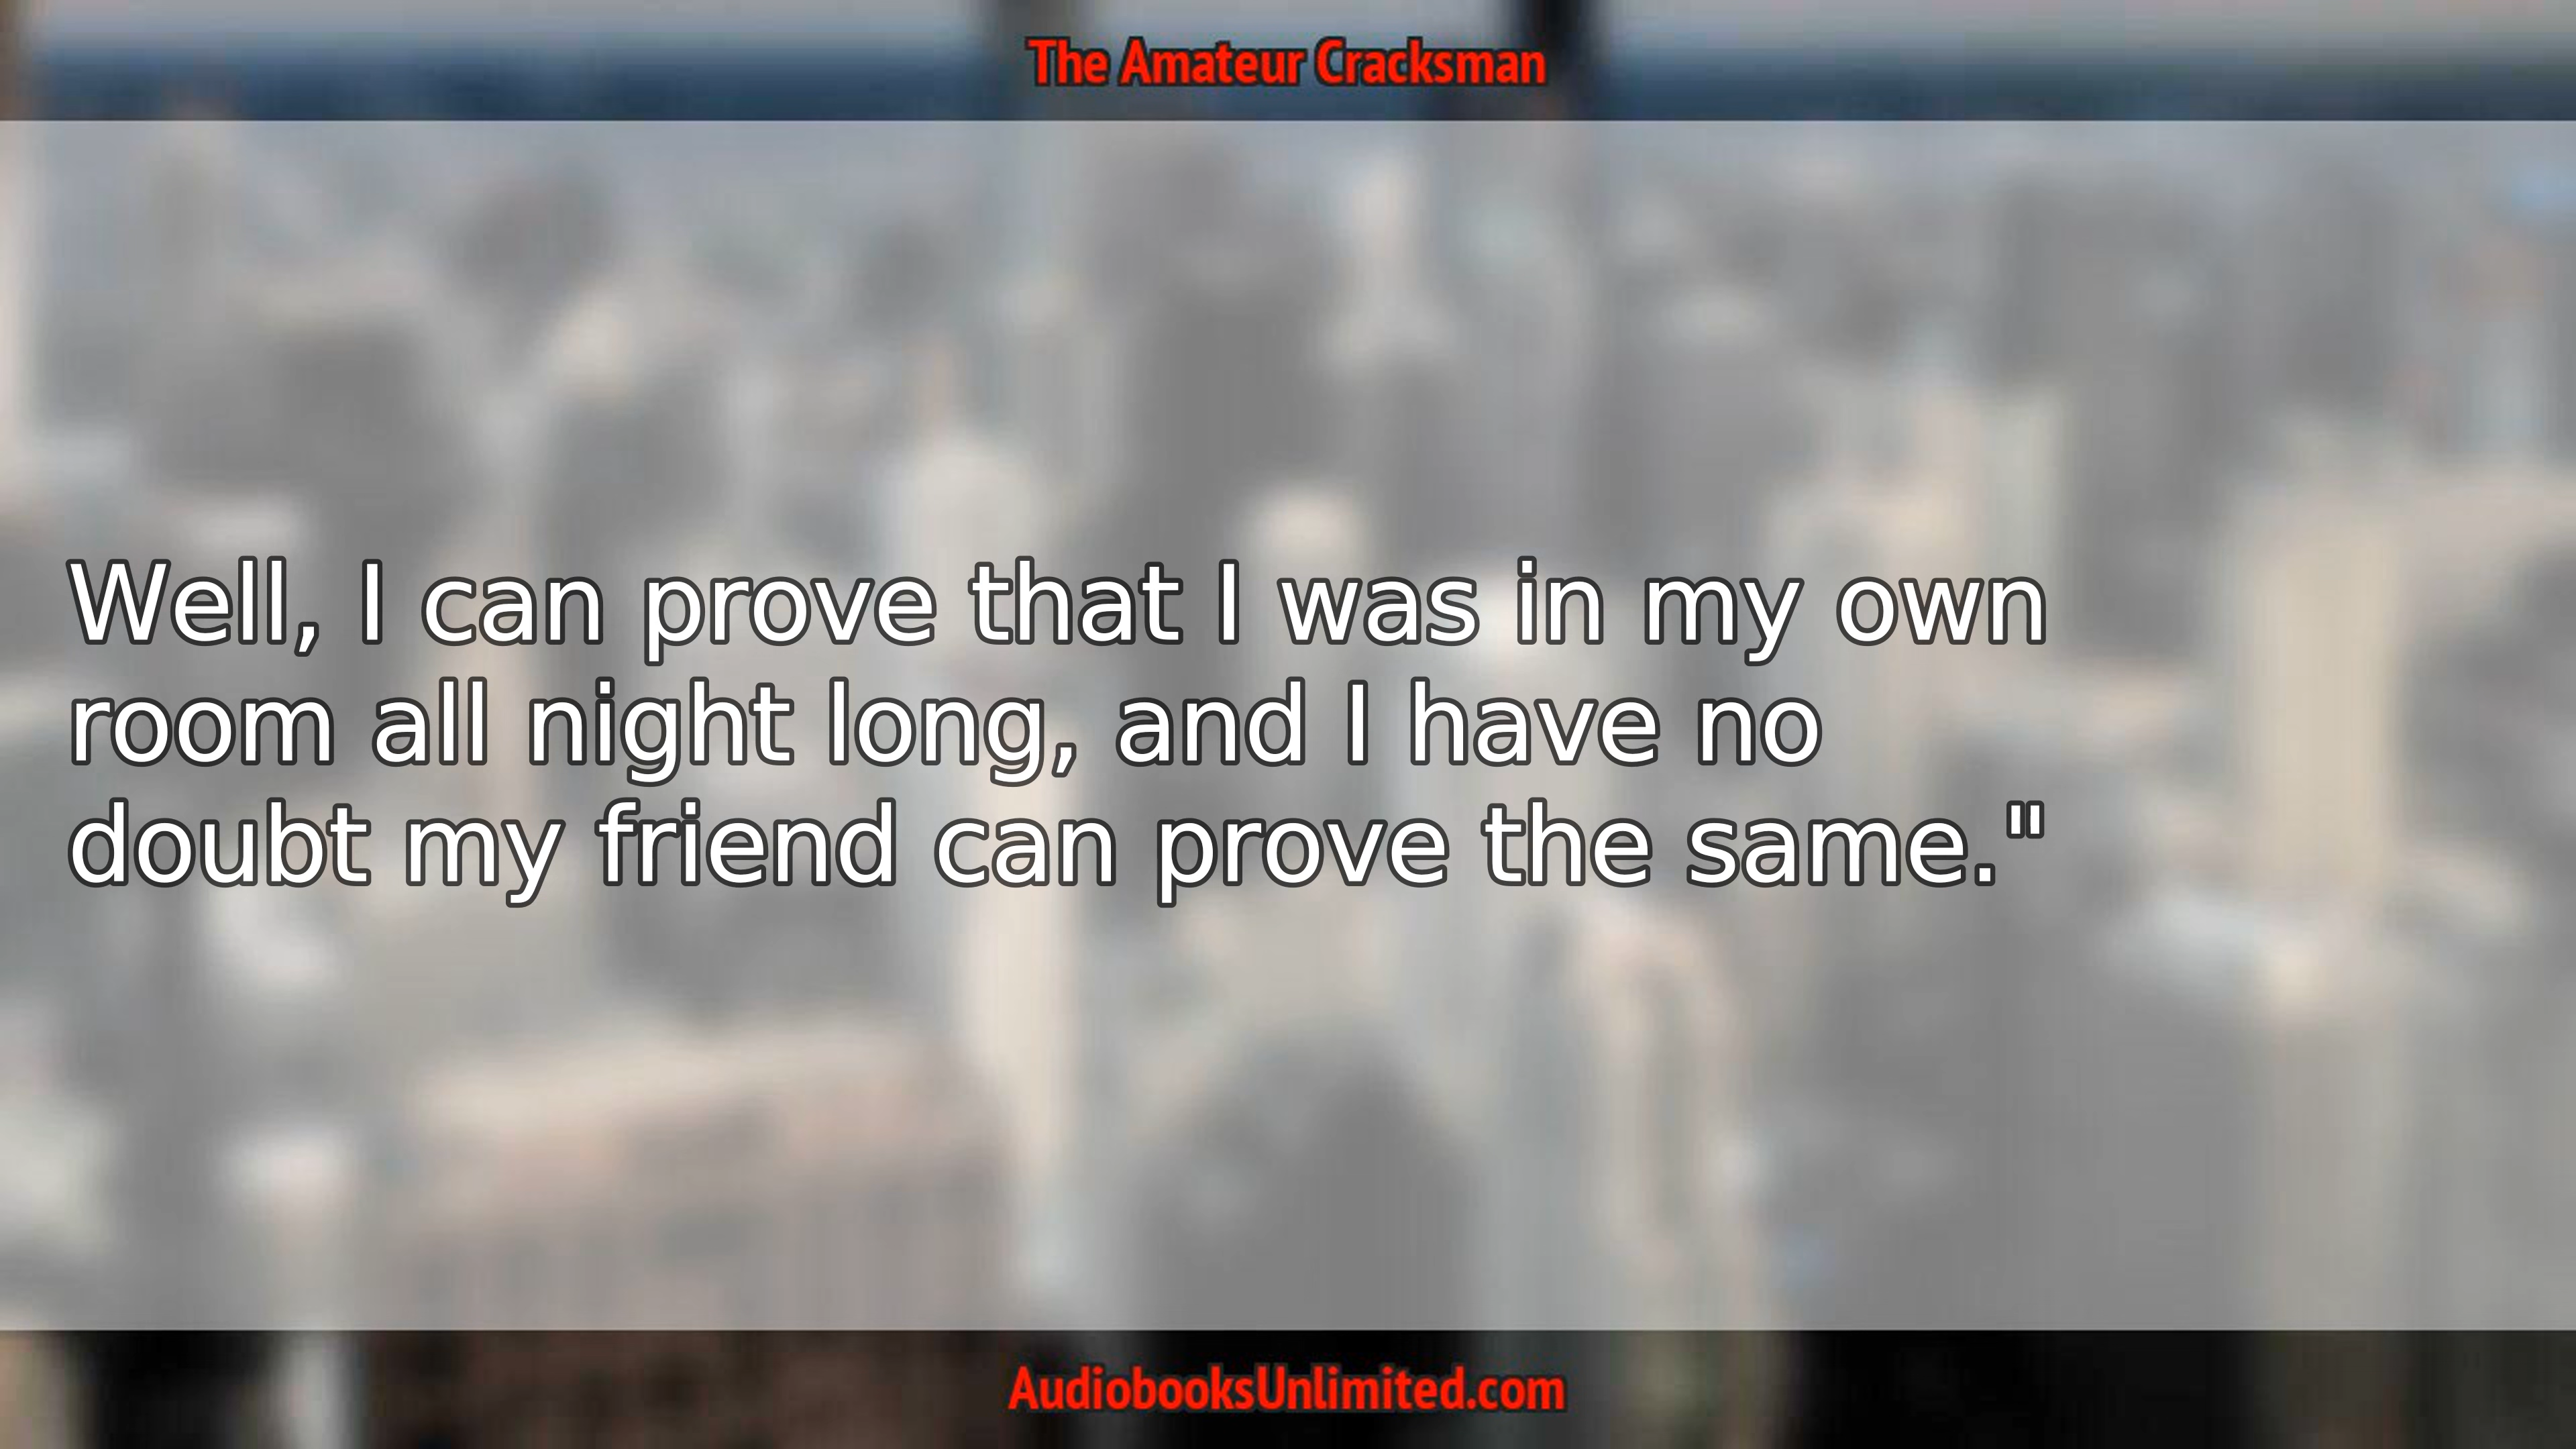 The Amateur Cracksman
Well, I can prove that I was in my own
room all night long, and I have no
doubt my friend can prove the same."
AudiobooksUnlimited.com